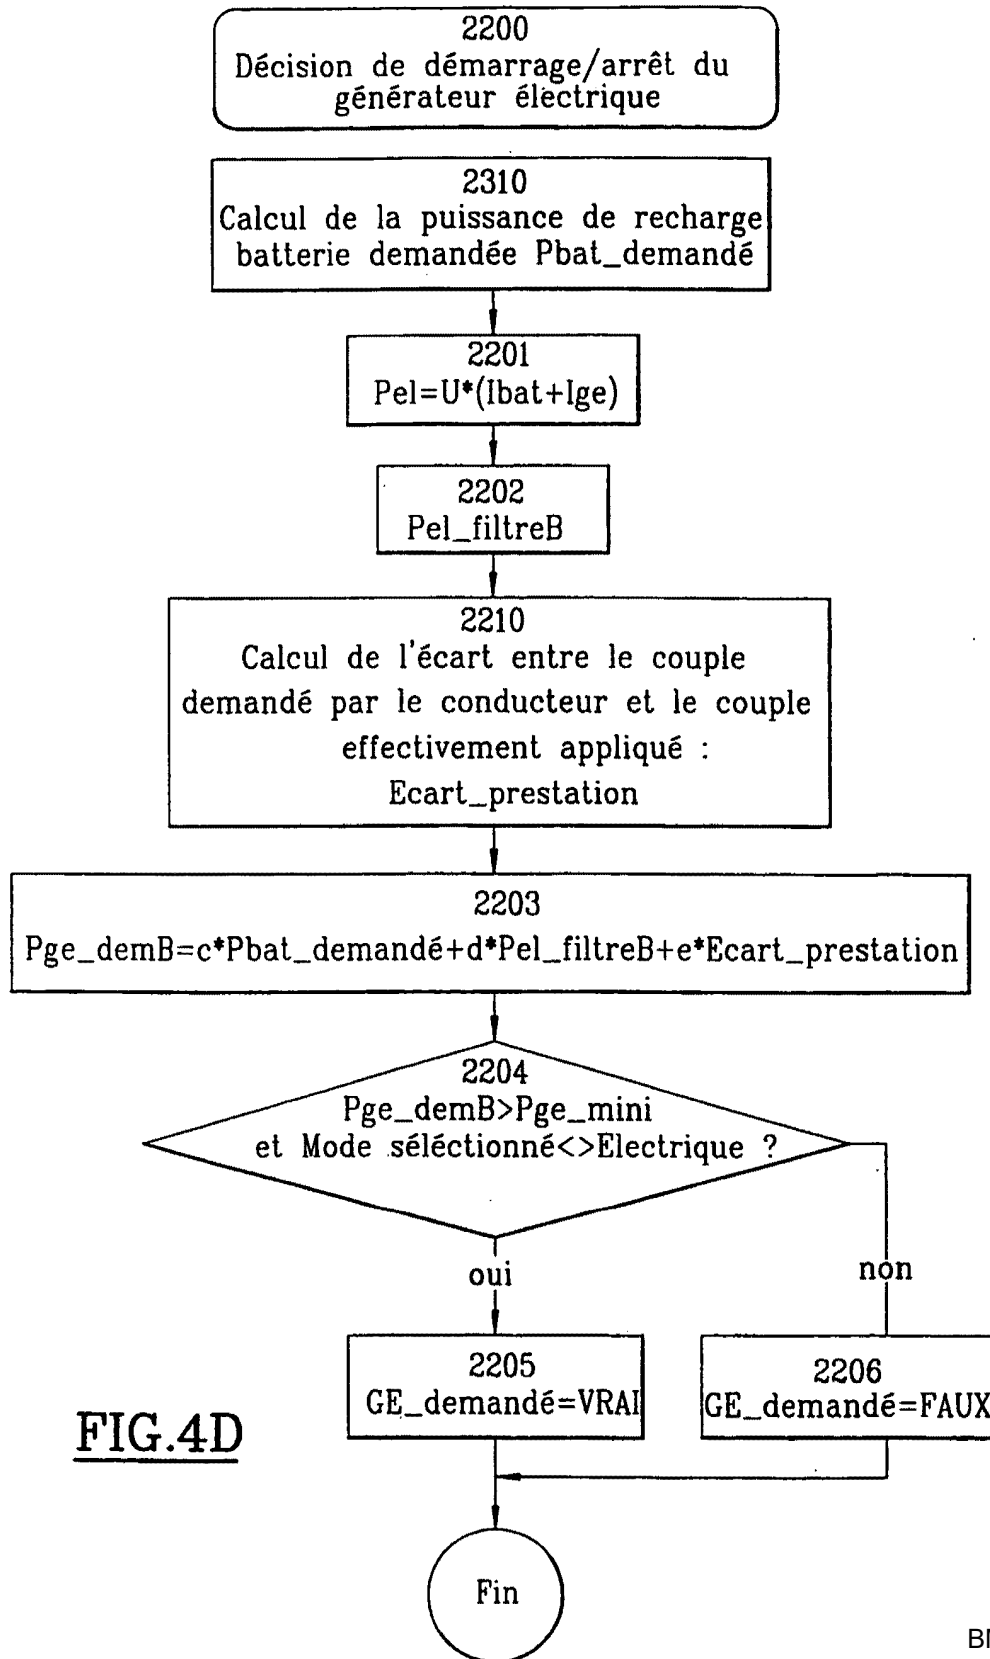 2200
Décision de démarrage/arrêt du
générateur électrique
2310
Calcul de la puissance de recharge
batterie demandée Pbat_demandé
2201
Pel=U*(Ibat+Ige)
2202
Pel_filtreB
2210
Calcul de l'écart entre le couple
demandé par le conducteur et le couple
effectivement appliqué :
Ecart_prestation
2203
Pge_demB=c*Pbat_demandé+d*Pel_filtreB+e*Ecart_prestation
2204
Pge_demB>Pge_mini
et Mode séléctionné<>Electrique ?
oui
non
2205
GE_demandé=VRAI
2206
GE_demandé=FAUX
FIG.4D
Fin